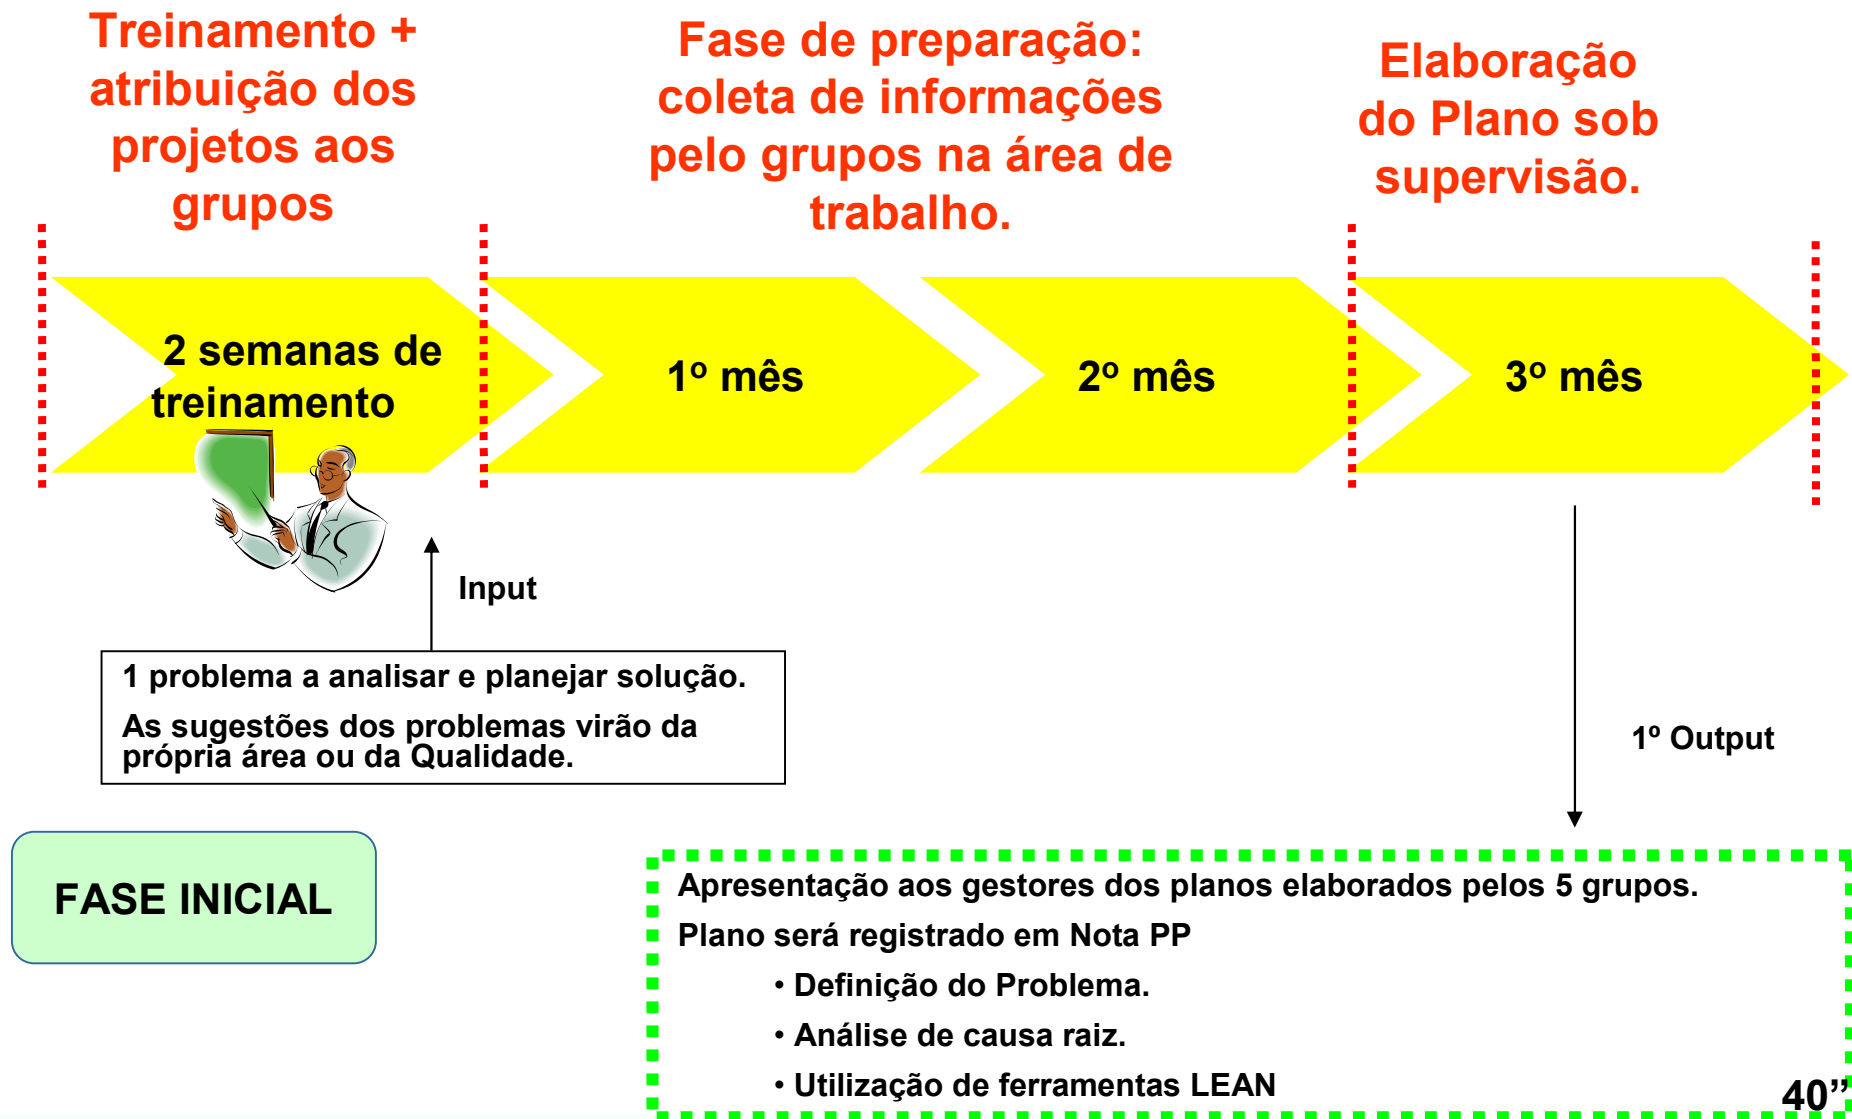 Treinamento +
atribuição dos
projetos aos
grupos
Fase de preparação:
coleta de informações
pelo grupos na área de
trabalho.
Elaboração
do Plano sob
supervisão.
2 semanas de
treinamento
1º mês
2º mês
3º mês
Input
1 problema a analisar e planejar solução.
As sugestões dos problemas virão da
própria área ou da Qualidade.
1º Output
FASE INICIAL
Apresentação aos gestores dos planos elaborados pelos 5 grupos.
Plano será registrado em Nota PP
• Definição do Problema.
• Análise de causa raiz.
• Utilização de ferramentas LEAN
40”